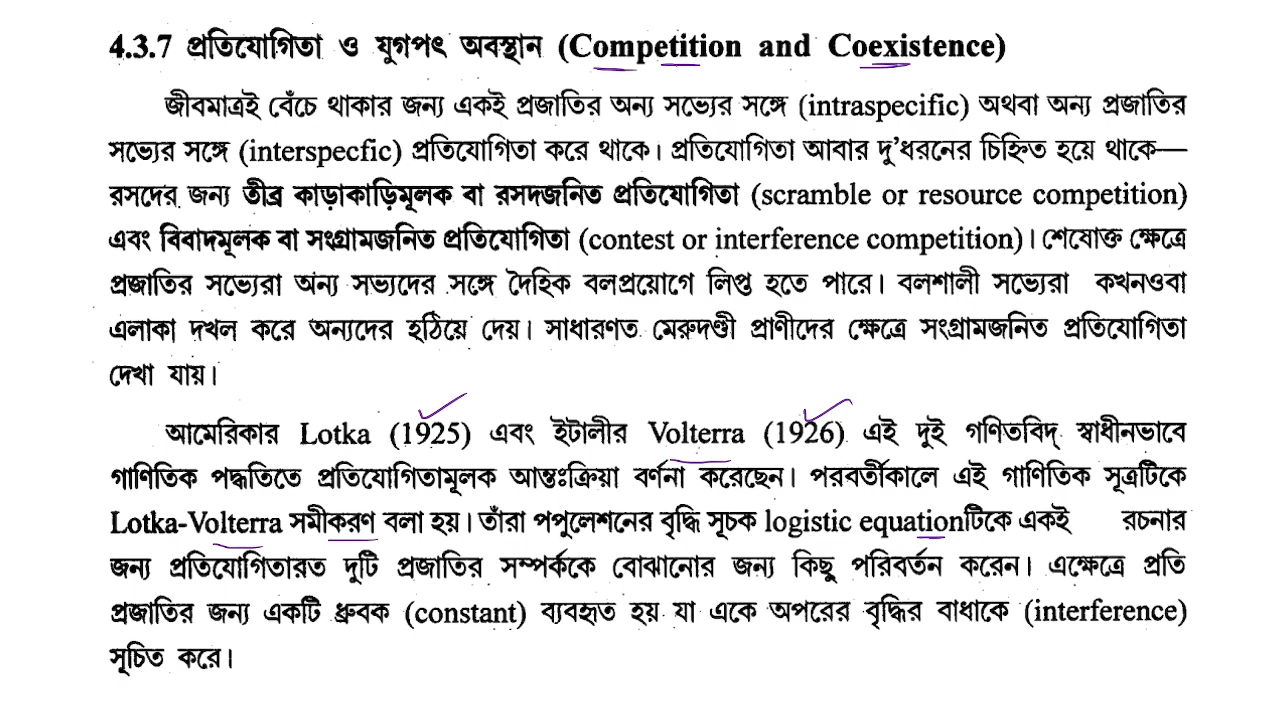 4.3.7 প্রতিযোগিতা ও যুগপৎ অবস্থান (Competition and Coexistence)
জীবমাত্রই বেঁচে থাকার জন্য একই প্রজাতির অন্য সভ্যের সঙ্গে (intraspecific) অথবা অন্য প্রজাতির
সভ্যের সঙ্গে (interspecfic) প্রতিযোগিতা করে থাকে। প্রতিযোগিতা আবার দু'ধরনের চিহ্নিত হয়ে থাকে—
রসদের জন্য তীব্র কাড়াকাড়িমূলক বা রসদজনিত প্রতিযোগিতা (scramble or resource competition)
এবং বিবাদমূলক বা সংগ্রামজনিত প্রতিযোগিতা (contest or interference competition)। শেষোক্ত ক্ষেত্রে
প্রজাতির সভ্যেরা অন্য সভ্যদের সঙ্গে দৈহিক বলপ্রয়োগে লিপ্ত হতে পারে। বলশালী সভ্যেরা কখনওবা
এলাকা দখল করে অন্যদের হঠিয়ে দেয়। সাধারণত মেরুদণ্ডী প্রাণীদের ক্ষেত্রে সংগ্রামজনিত প্রতিযোগিতা
দেখা যায়।
আমেরিকার Lotka (1925) এবং ইটালীর Volterra (1926) এই দুই গণিতবিদ্ স্বাধীনভাবে
গাণিতিক পদ্ধতিতে প্রতিযোগিতামূলক আন্তঃক্রিয়া বর্ণনা করেছেন। পরবর্তীকালে এই গাণিতিক সূত্রটিকে
Lotka-Volterra সমীকরণ বলা হয়। তাঁরা পপুলেশনের বৃদ্ধি সূচক logistic equationটিকে একই রচনার
জন্য প্রতিযোগিতারত দুটি প্রজাতির সম্পর্ককে বোঝানোর জন্য কিছু পরিবর্তন করেন। এক্ষেত্রে প্রতি
প্রজাতির জন্য একটি ধ্রুবক (constant) ব্যবহৃত হয় যা একে অপরের বৃদ্ধির বাধাকে (interference)
সূচিত করে।